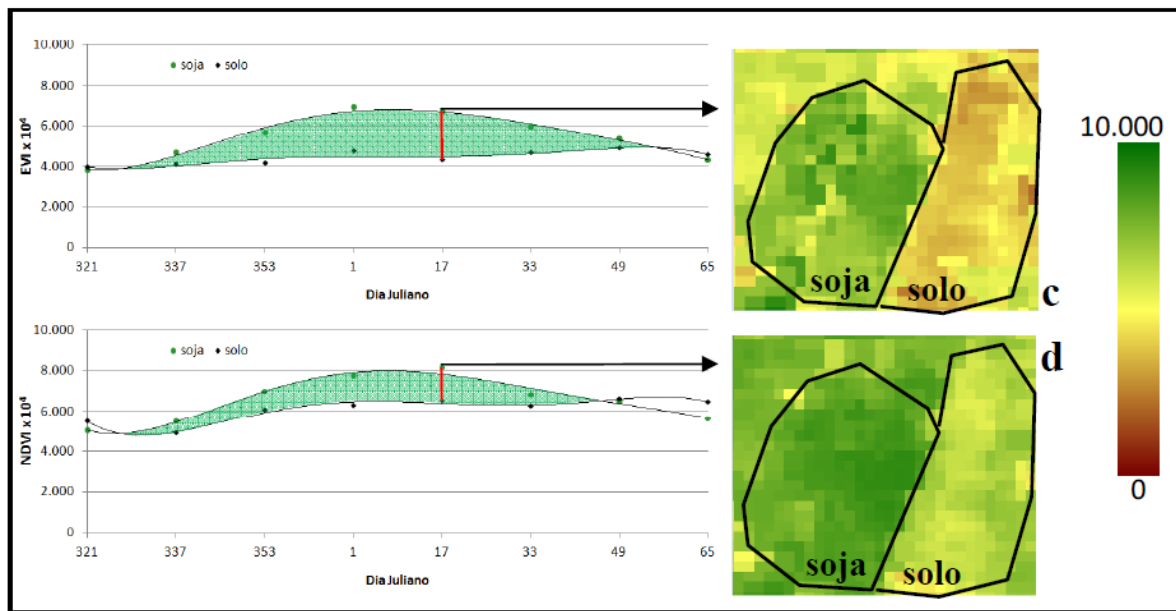 10.000
8.000
6.000
4.000
2.000
0
EVI x 10⁴
soja
solo
321 337 353 1 17 33 49 65
Dia Juliano
soja
solo
c
10.000
0
10.000
8.000
6.000
4.000
2.000
0
NDVI x 10⁴
soja
solo
321 337 353 1 17 33 49 65
Dia Juliano
d
soja
solo